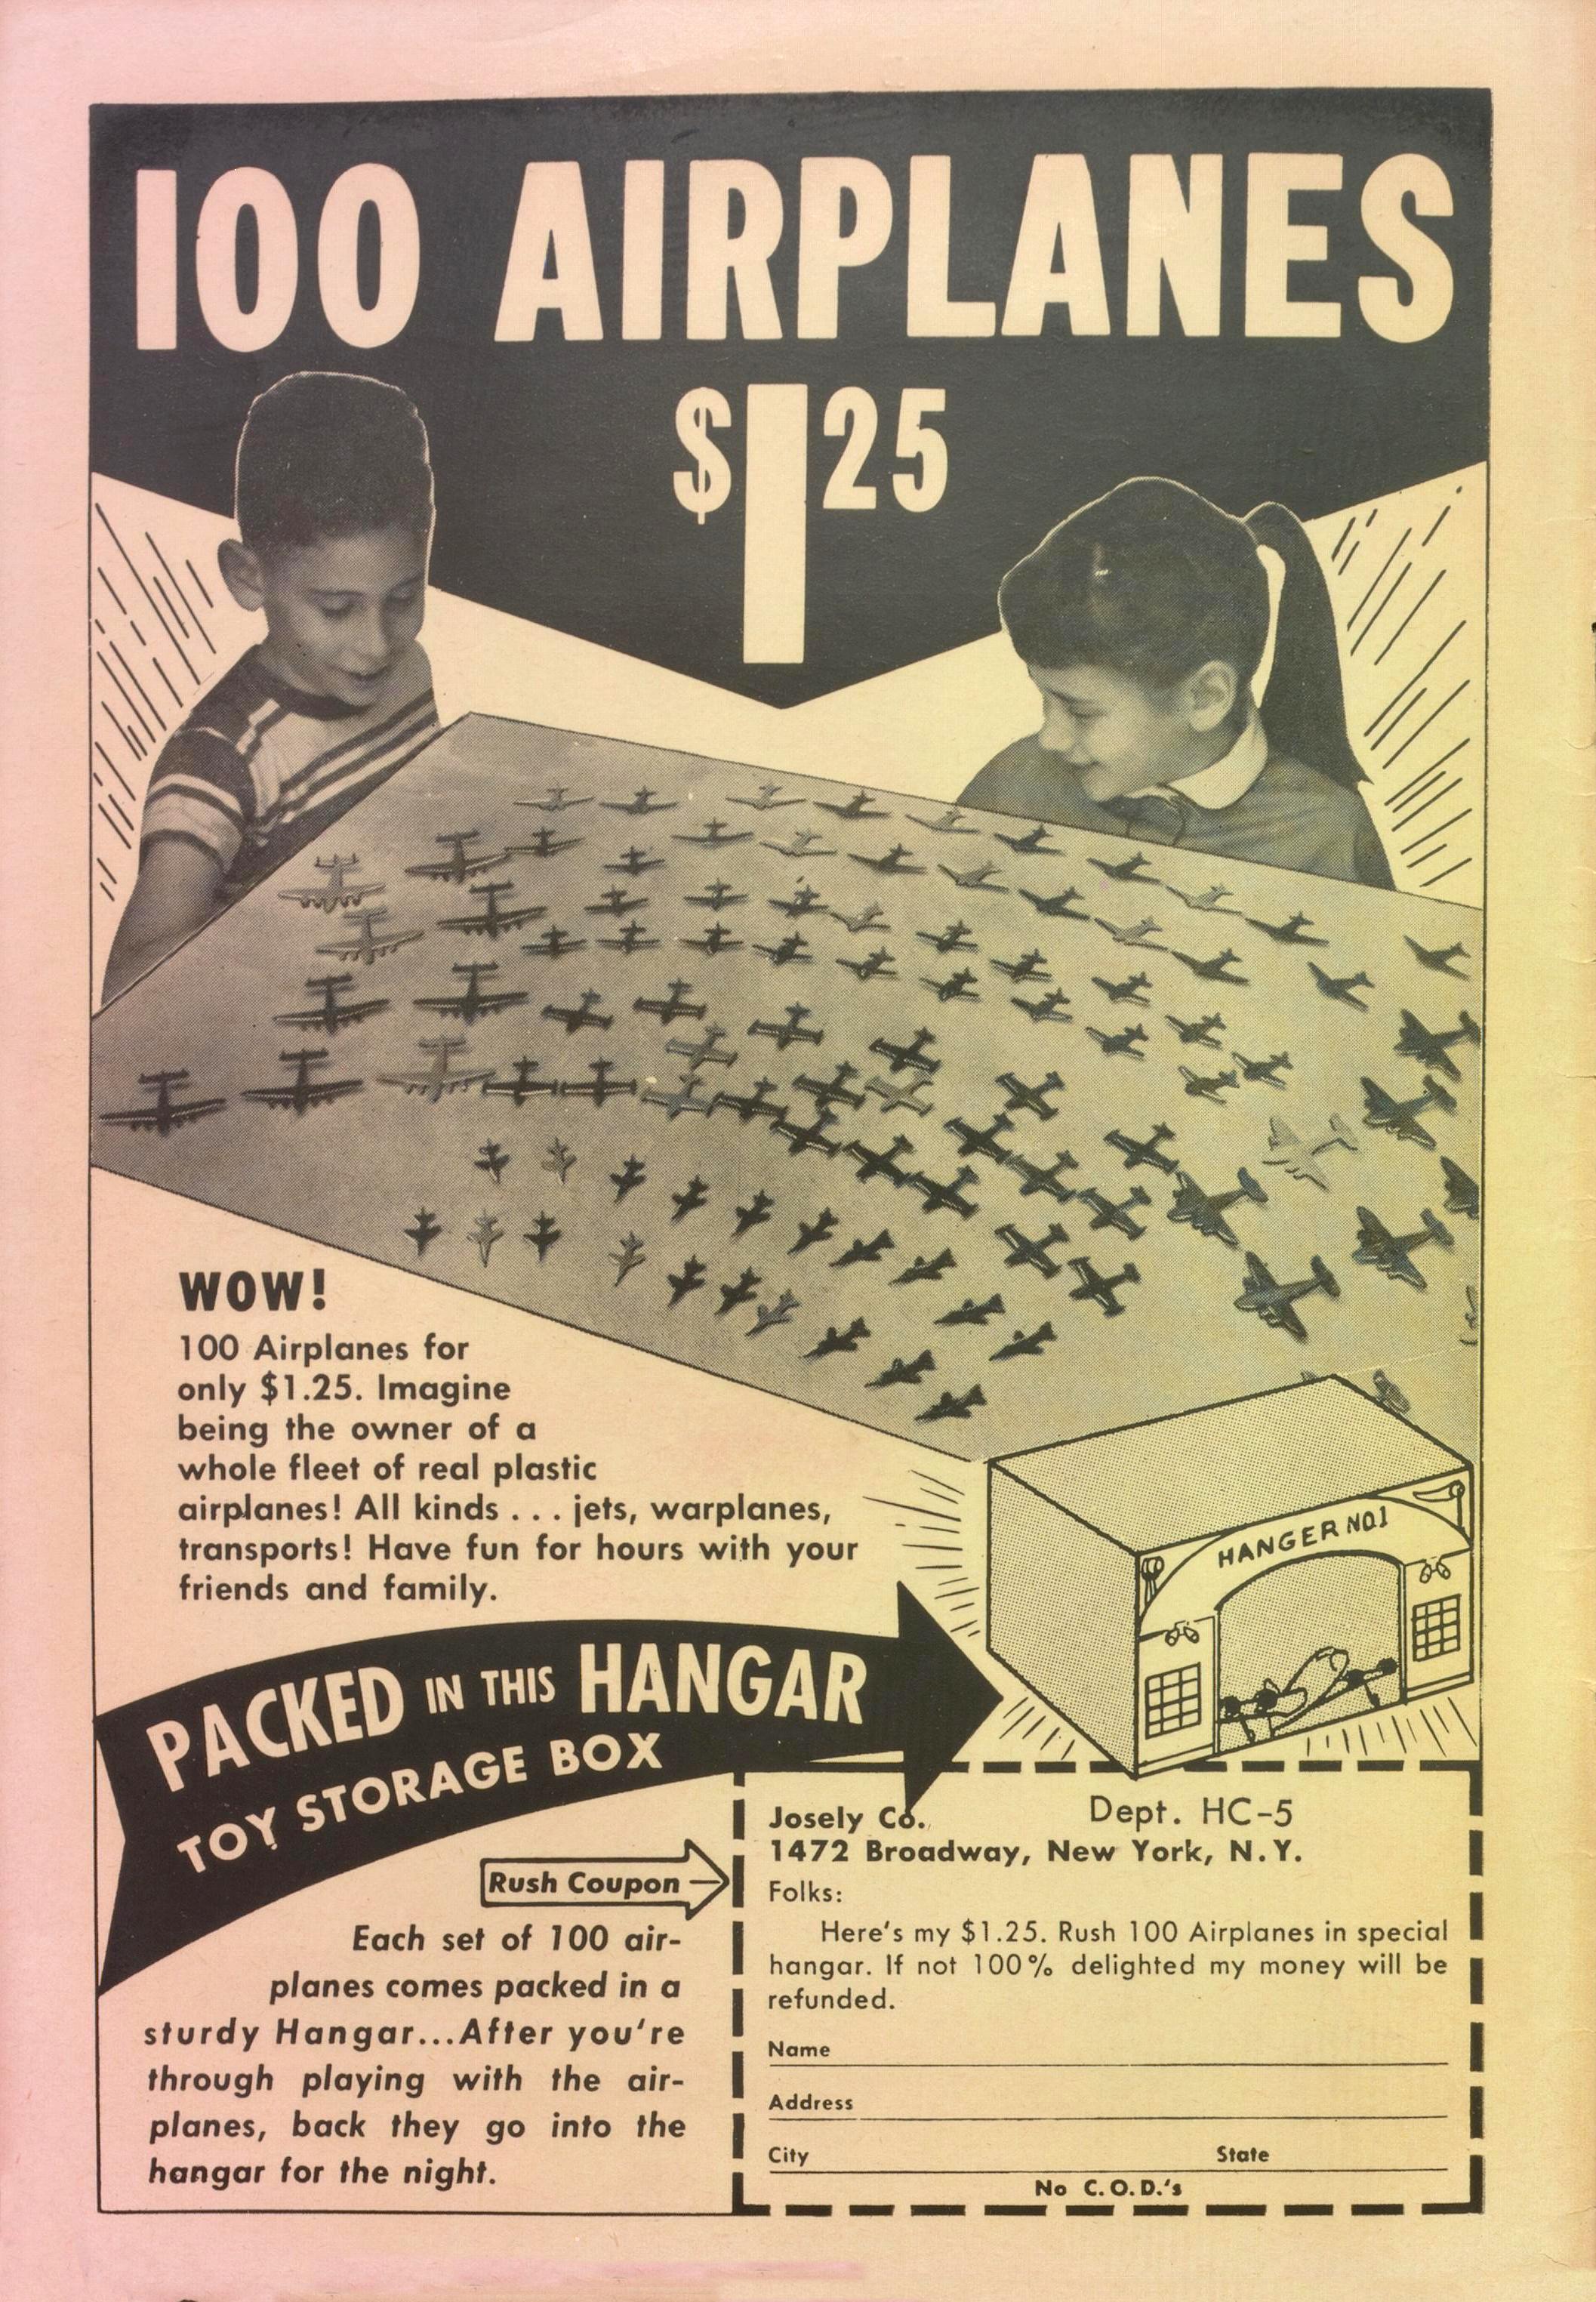 100 AIRPLANES
$1 25
WOW!
100 Airplanes for
only $1.25. Imagine
being the owner of a
whole fleet of real plastic
airplanes! All kinds . . . jets, warplanes,
transports! Have fun for hours with your
friends and family.
HANGER NO.1
PACKED IN THIS HANGAR
TOY STORAGE BOX
Rush Coupon
Each set of 100 air-
planes comes packed in a
sturdy Hangar...After you're
through playing with the air-
planes, back they go into the
hangar for the night.
Josely Co. Dept. HC-5
1472 Broadway, New York, N.Y.
Folks:
Here's my $1.25. Rush 100 Airplanes in special
hangar. If not 100% delighted my money will be
refunded.
Name
Address
City State
No C.O.D.'s